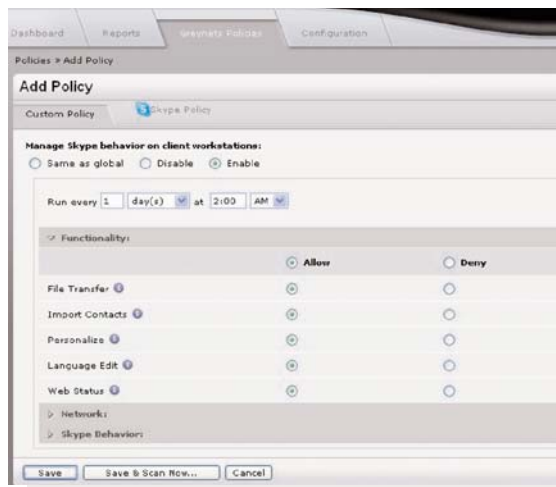 Dashboard Reports Greynets Policies Configuration
Policies > Add Policy
Add Policy
Custom Policy Skype Policy
Manage Skype behavior on client workstations:
Same as global Disable Enable
Run every 1 day(s) at 2:00 AM
Functionality:
Allow Deny
File Transfer
Import Contacts
Personalize
Language Edit
Web Status
Network:
Skype Behavior:
Save Save & Scan Now... Cancel